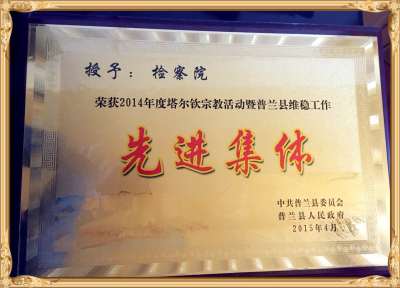 授予：检察院
荣获2014年度塔尔钦宗教活动暨普兰县维稳工作
先进集体
中共普兰县委员会
普兰县人民政府
2015年4月